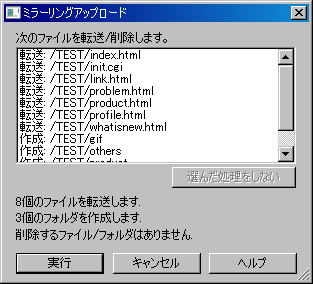 ミラーリングアップロード
次のファイルを転送/削除します。
転送: /TEST/index.html
転送: /TEST/init.cgi
転送: /TEST/link.html
転送: /TEST/problem.html
転送: /TEST/product.html
転送: /TEST/profile.html
転送: /TEST/whatisnew.html
作成: /TEST/gif
作成: /TEST/others
作成: /TEST/product
選んだ処理をしない
8個のファイルを転送します.
3個のフォルダを作成します.
削除するファイル/フォルダはありません.
実行
キャンセル
ヘルプ